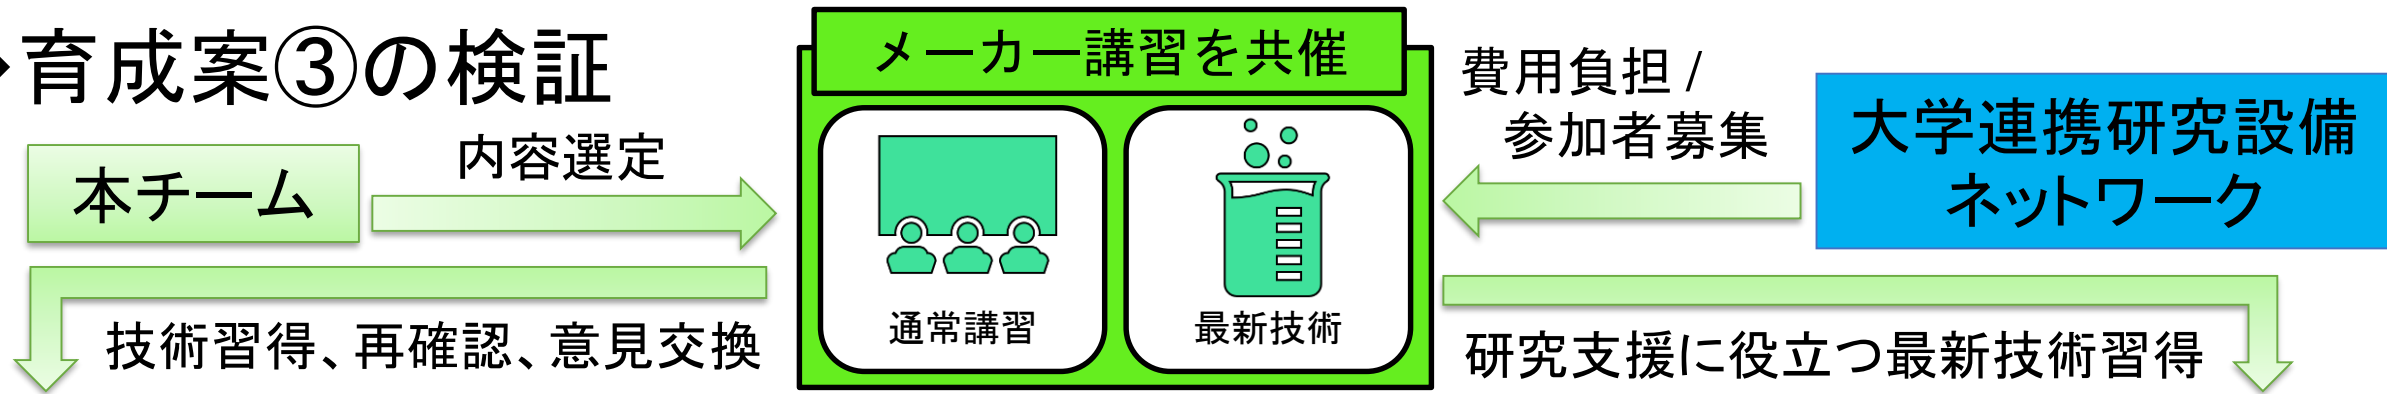 育成案③の検証
本チーム
内容選定
技術習得、再確認、意見交換
メーカー講習を共催
通常講習
最新技術
費用負担 /
参加者募集
大学連携研究設備
ネットワーク
研究支援に役立つ最新技術習得